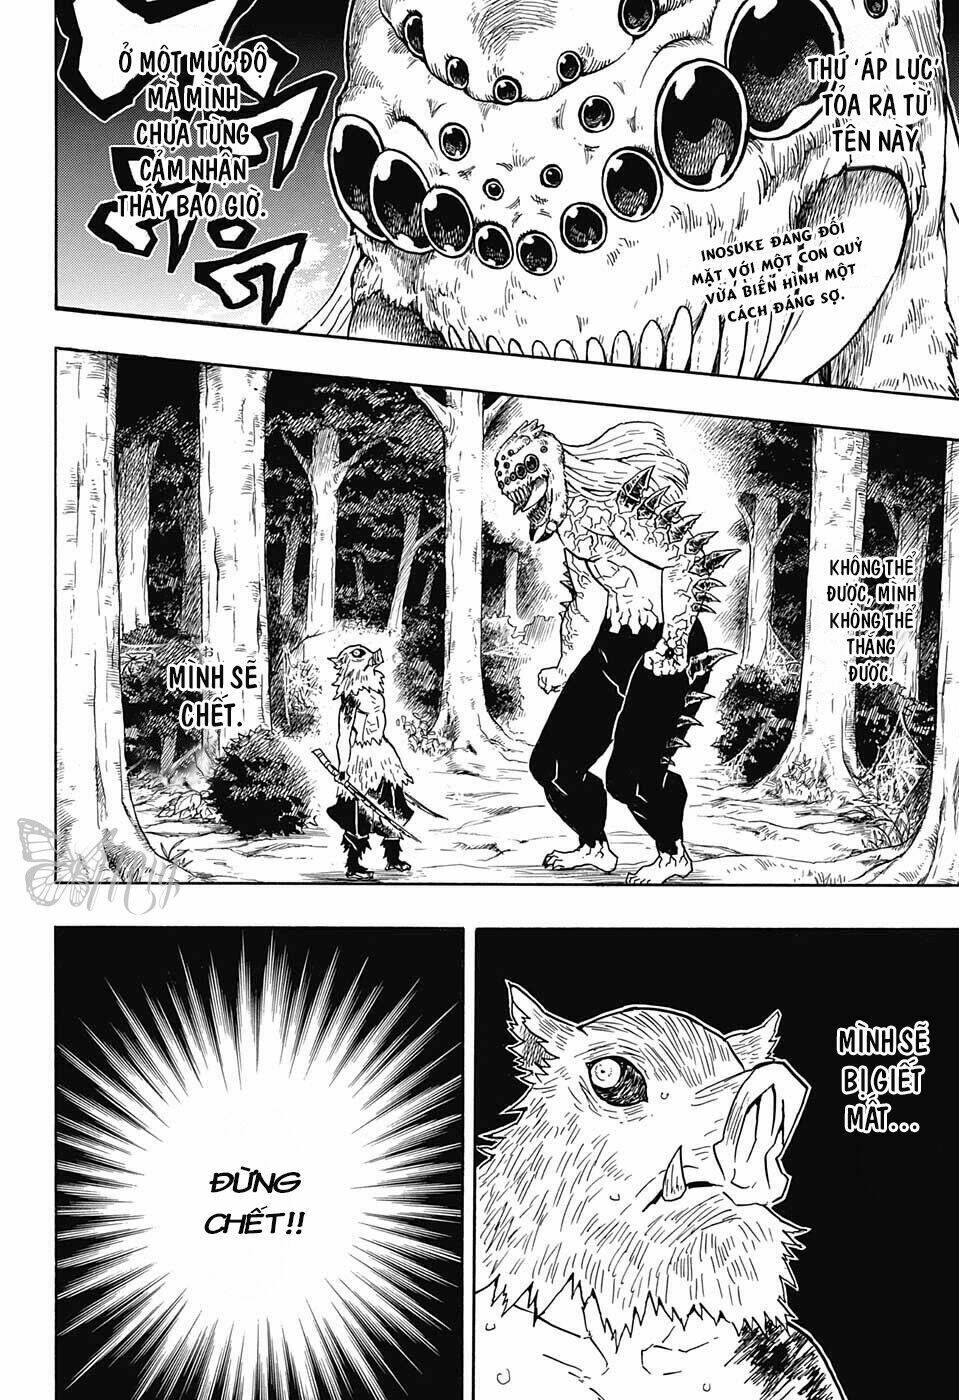 THỨ 'ÁP LỰC'
TỎA RA TỪ
TÊN NÀY
Ở MỘT MỨC ĐỘ
MÀ MÌNH
CHƯA TỪNG
CẢM NHẬN
THẤY BAO GIỜ.
INOSUKE ĐANG ĐỐI
MẶT VỚI MỘT CON QUỶ
VỪA BIẾN HÌNH MỘT
CÁCH ĐÁNG SỢ.
KHÔNG THỂ
ĐƯỢC, MÌNH
KHÔNG THỂ
THẮNG
ĐƯỢC.
MÌNH SẼ
CHẾT.
MÌNH SẼ
BỊ GIẾT
MẤT...
ĐỪNG
CHẾT!!